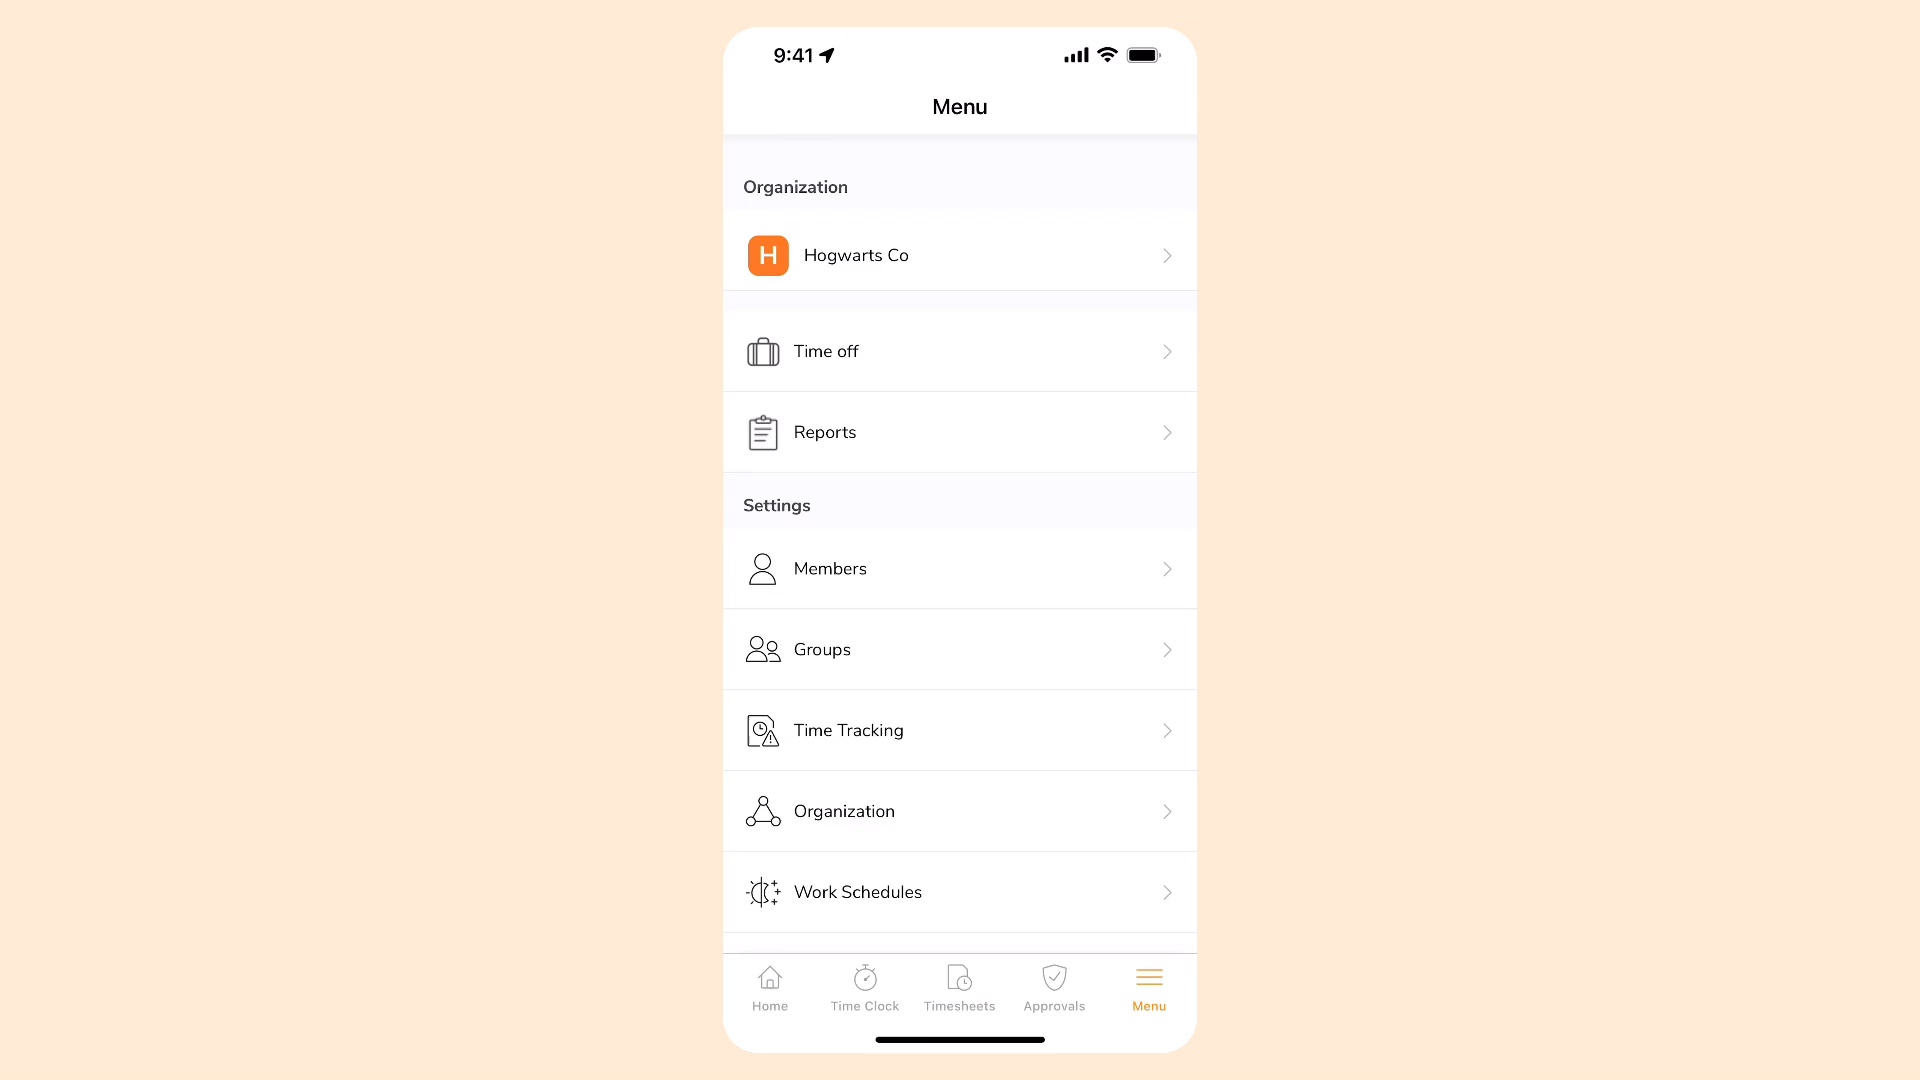 9:41
Menu
Organization
H Hogwarts Co
Time off
Reports
Settings
Members
Groups
Time Tracking
Organization
Work Schedules
Home Time Clock Timesheets Approvals Menu